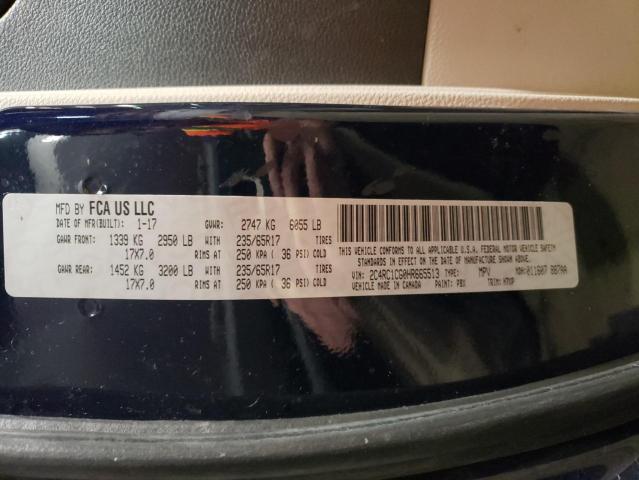 MFD BY FCA US LLC
DATE OF MFR(BUILT): 1-17 GVWR: 2747 KG 6055 LB
GAWR FRONT: 1339 KG 2950 LB WITH 235/65R17 TIRES
17X7.0 RIMS AT 250 KPA ( 36 PSI) COLD
GAWR REAR: 1452 KG 3200 LB WITH 235/65R17 TIRES
17X7.0 RIMS AT 250 KPA ( 36 PSI) COLD
THIS VEHICLE CONFORMS TO ALL APPLICABLE U.S.A. FEDERAL MOTOR VEHICLE SAFETY
STANDARDS IN EFFECT ON THE DATE OF MANUFACTURE SHOWN ABOVE.
VIN: 2C4RC1CG0HR665513 TYPE: MPV MDH: 011607 887AA
VEHICLE MADE IN CANADA PAINT: PBX TRIM: